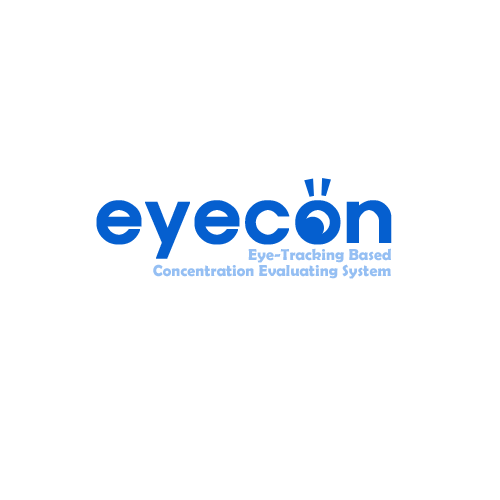 eyecon
Eye-Tracking Based
Concentration Evaluating System